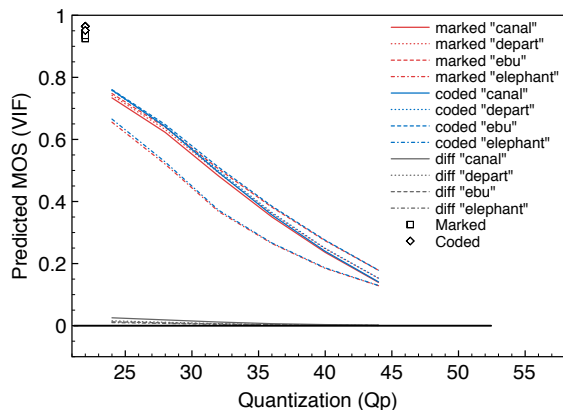 Predicted MOS (VIF)
1
0.8
0.6
0.4
0.2
0
25 30 35 40 45 50 55
Quantization (Qp)
marked "canal"
marked "depart"
marked "ebu"
marked "elephant"
coded "canal"
coded "depart"
coded "ebu"
coded "elephant"
diff "canal"
diff "depart"
diff "ebu"
diff "elephant"
Marked
Coded